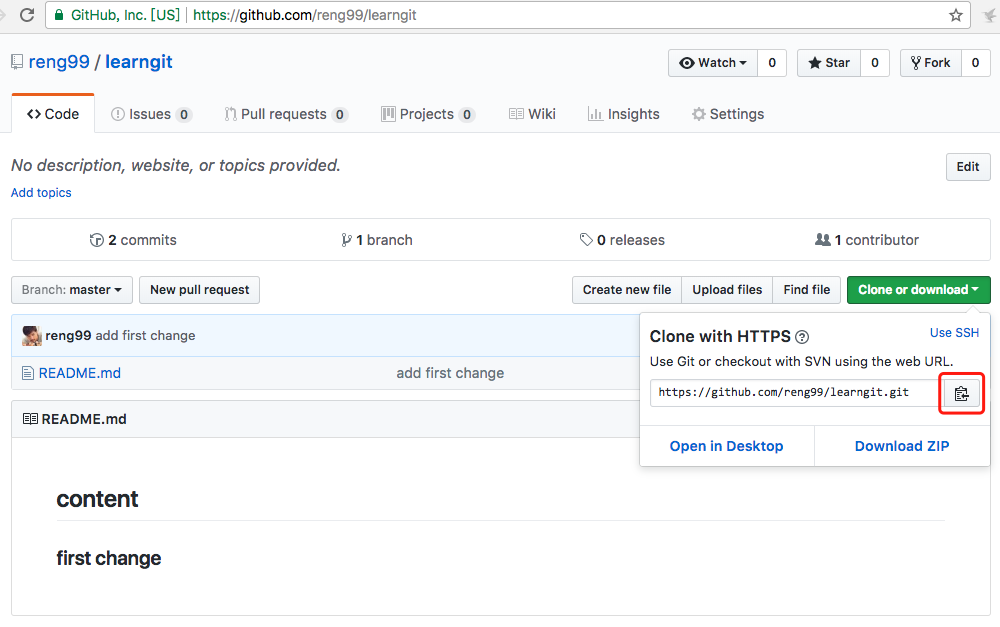 GitHub, Inc. [US] https://github.com/reng99/learngit
reng99 / learngit
Watch 0 Star 0 Fork 0
Code Issues 0 Pull requests 0 Projects 0 Wiki Insights Settings
No description, website, or topics provided. Edit
Add topics
2 commits 1 branch 0 releases 1 contributor
Branch: master New pull request Create new file Upload files Find file Clone or download
reng99 add first change
README.md add first change
Clone with HTTPS Use SSH
Use Git or checkout with SVN using the web URL.
https://github.com/reng99/learngit.git
Open in Desktop Download ZIP
README.md
content
first change